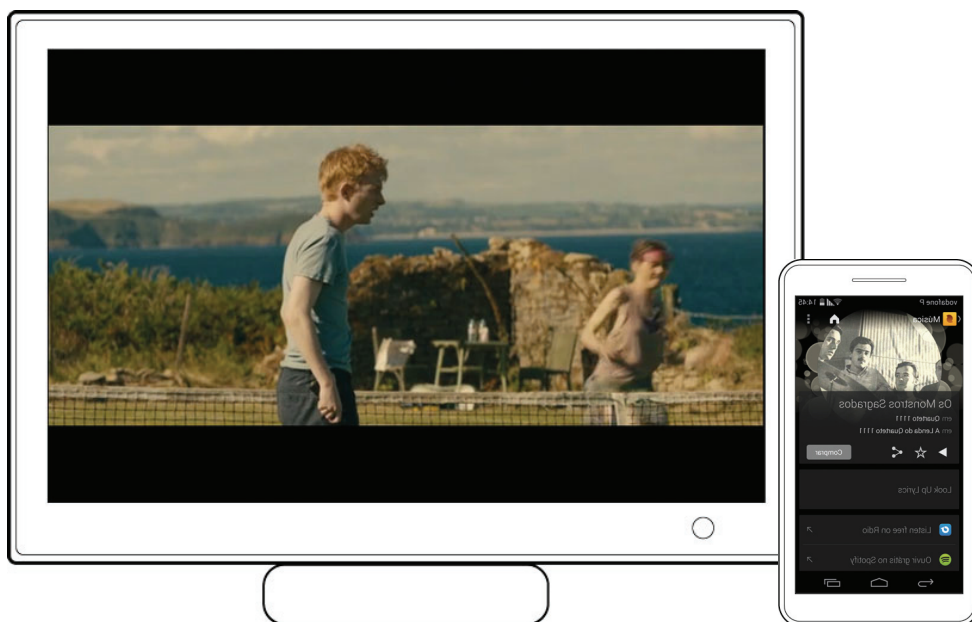 vodafone P 14:45
Música
Os Monstros Sagrados
em Quarteto 1111
em A Lenda do Quarteto 1111
Comprar
Look Up Lyrics
Listen free on Rdio
Ouvir grátis no Spotify